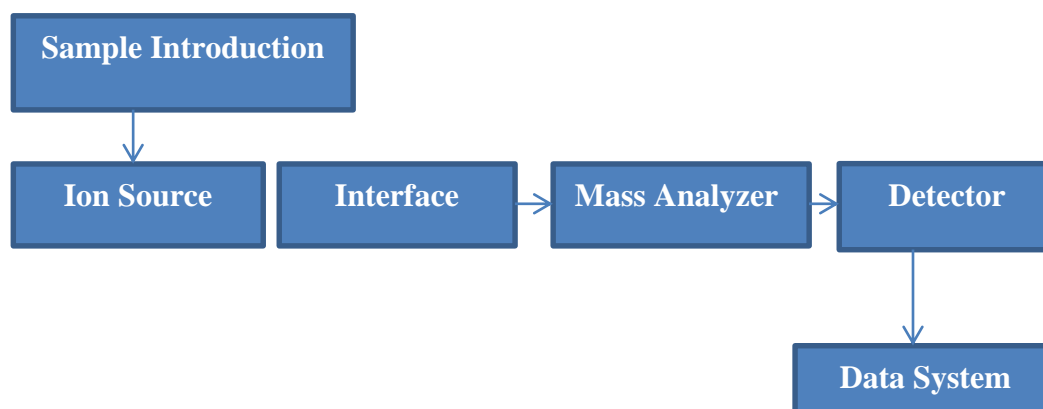 Sample Introduction
Ion Source
Interface
Mass Analyzer
Detector
Data System